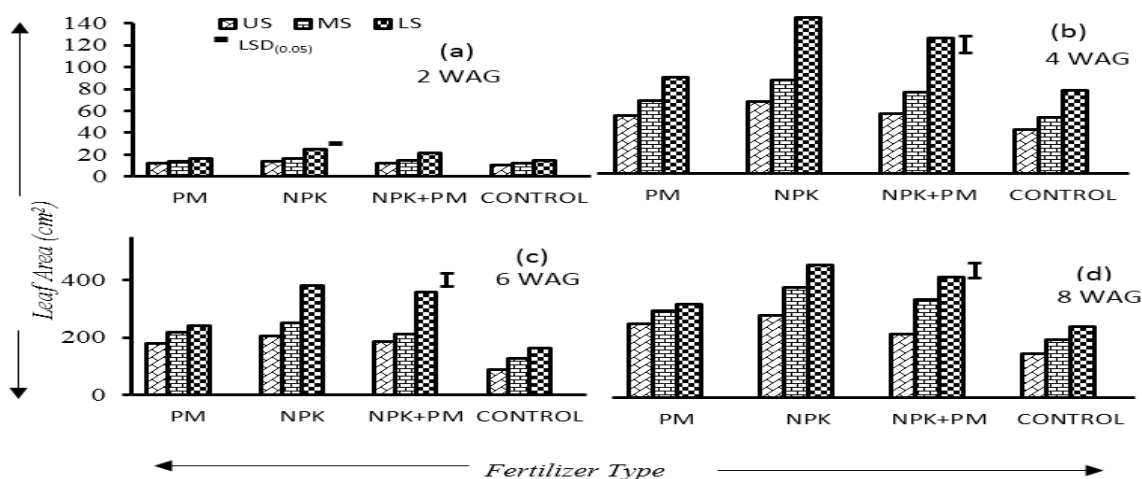 US MS LS
LSD(0.05)
140
120
100
80
60
40
20
0
(a)
2 WAG
PM NPK NPK+PM CONTROL
(b)
4 WAG
PM NPK NPK+PM CONTROL
Leaf Area (cm²)
400
200
0
(c)
6 WAG
PM NPK NPK+PM CONTROL
(d)
8 WAG
PM NPK NPK+PM CONTROL
Fertilizer Type